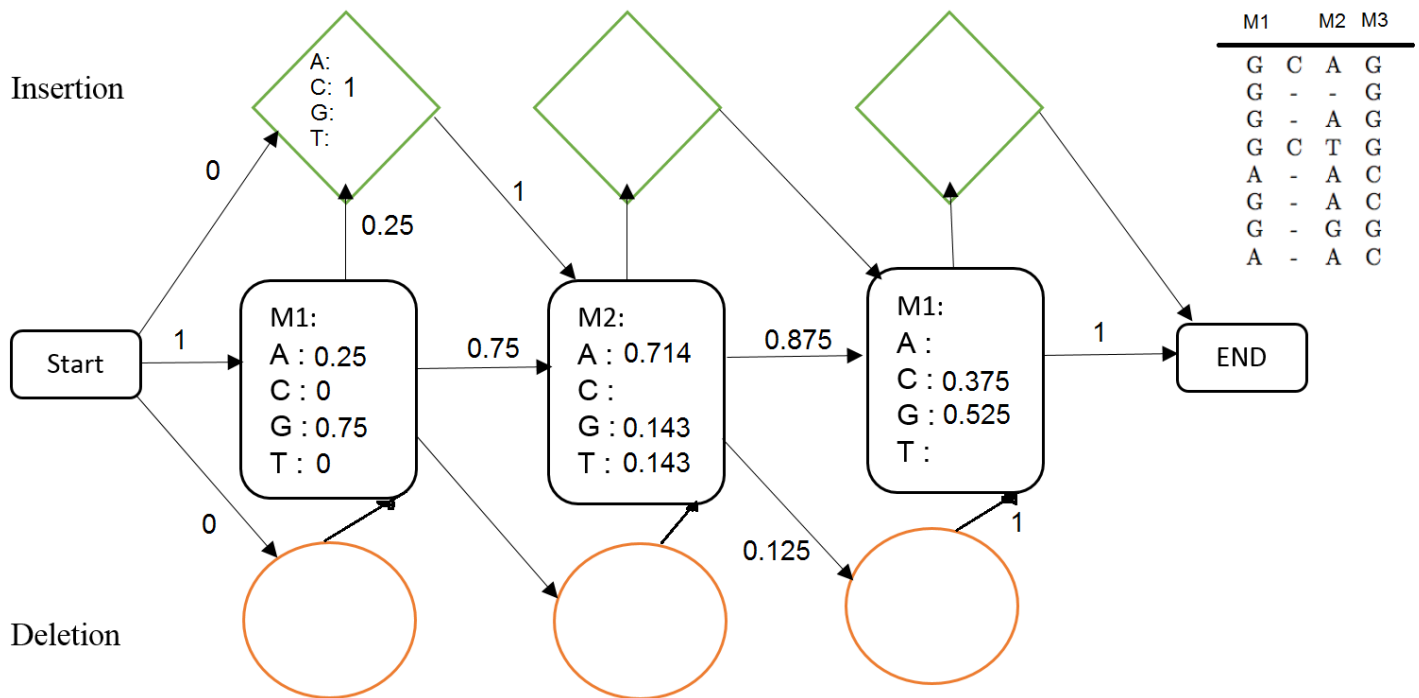 Insertion
A:
C: 1
G:
T:
0
1
0.25
Start
1
M1:
A : 0.25
C : 0
G : 0.75
T : 0
0.75
M2:
A : 0.714
C :
G : 0.143
T : 0.143
0.875
M1:
A :
C : 0.375
G : 0.525
T :
1
END
0
0.125
1
Deletion
M1 M2 M3
G C A G
G - - G
G - A G
G C T G
A - A C
G - A C
G - G G
A - A C